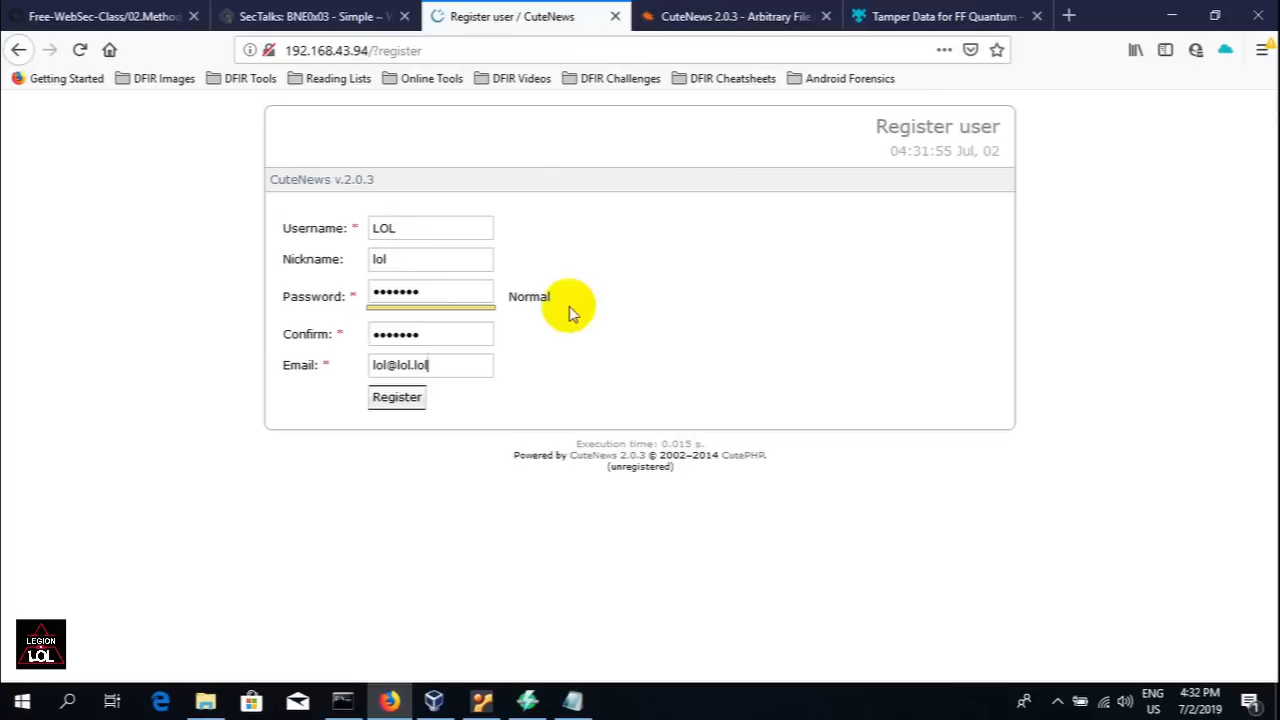 Free-WebSec-Class/02.Method
SecTalks: BNE0x03 - Simple ~ V
Register user / CuteNews
CuteNews 2.0.3 - Arbitrary File
Tamper Data for FF Quantum -
192.168.43.94/?register
Getting Started
DFIR Images
DFIR Tools
Reading Lists
Online Tools
DFIR Videos
DFIR Challenges
DFIR Cheatsheets
Android Forensics
Register user
04:31:55 Jul, 02
CuteNews v.2.0.3
Username: * LOL
Nickname: lol
Password: * ••••••• Normal
Confirm: * •••••••
Email: * lol@lol.lol
Register
Execution time: 0.015 s.
Powered by CuteNews 2.0.3 © 2002–2014 CutePHP.
(unregistered)
LEGION
LOL
ENG
US
4:32 PM
7/2/2019
1